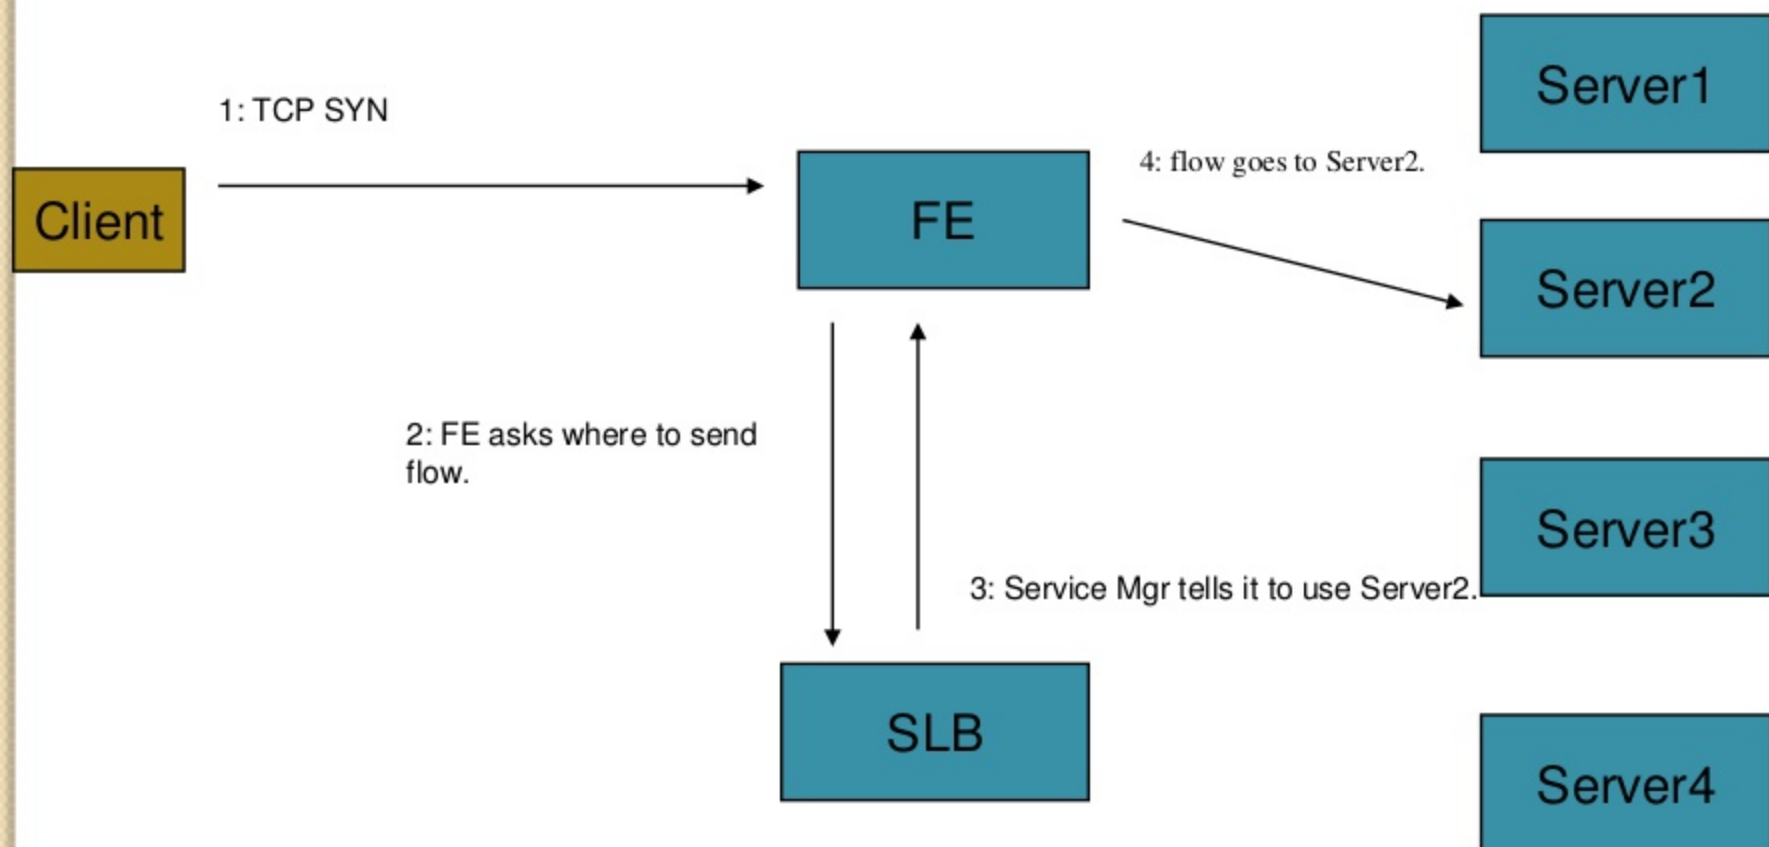 1: TCP SYN
Client
FE
4: flow goes to Server2.
Server1
Server2
2: FE asks where to send
flow.
3: Service Mgr tells it to use Server2.
Server3
SLB
Server4